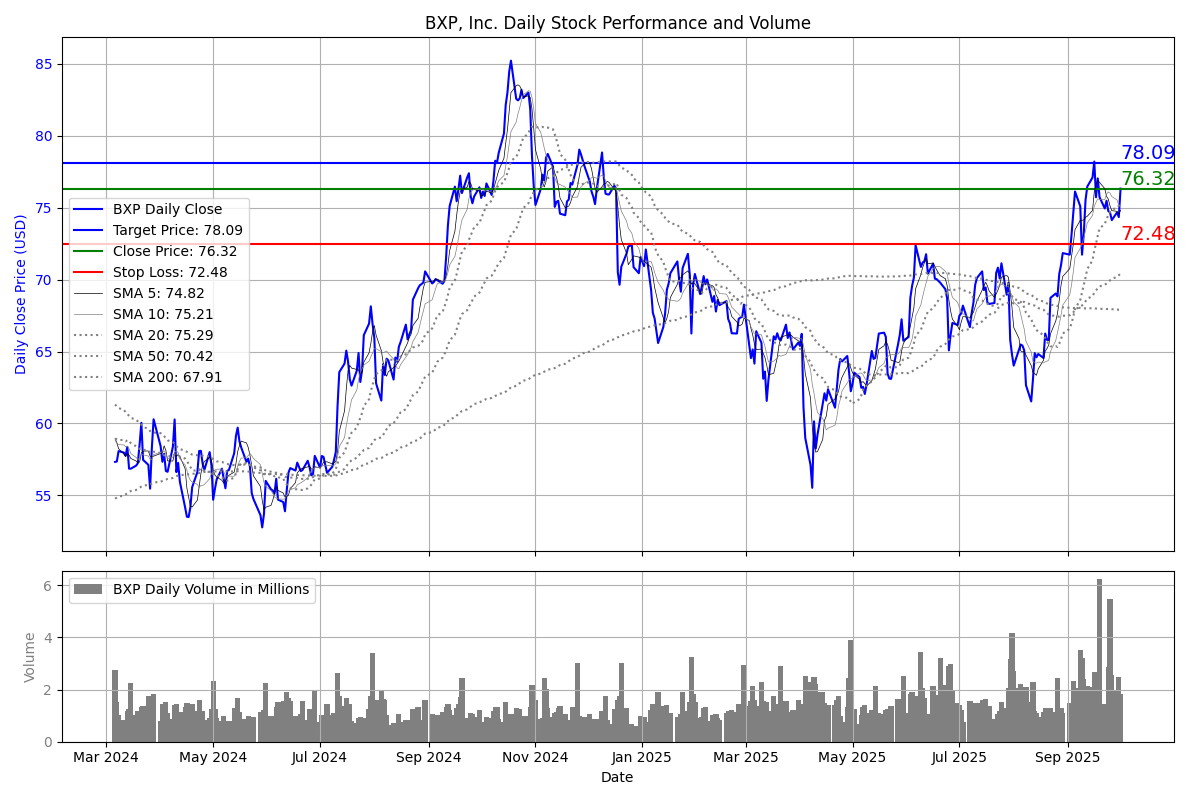 BXP, Inc. Daily Stock Performance and Volume
Daily Close Price (USD)
85
80
75
70
65
60
55
78.09
76.32
72.48
BXP Daily Close
Target Price: 78.09
Close Price: 76.32
Stop Loss: 72.48
SMA 5: 74.82
SMA 10: 75.21
SMA 20: 75.29
SMA 50: 70.42
SMA 200: 67.91
Volume
6
4
2
0
BXP Daily Volume in Millions
Mar 2024 May 2024 Jul 2024 Sep 2024 Nov 2024 Jan 2025 Mar 2025 May 2025 Jul 2025 Sep 2025
Date